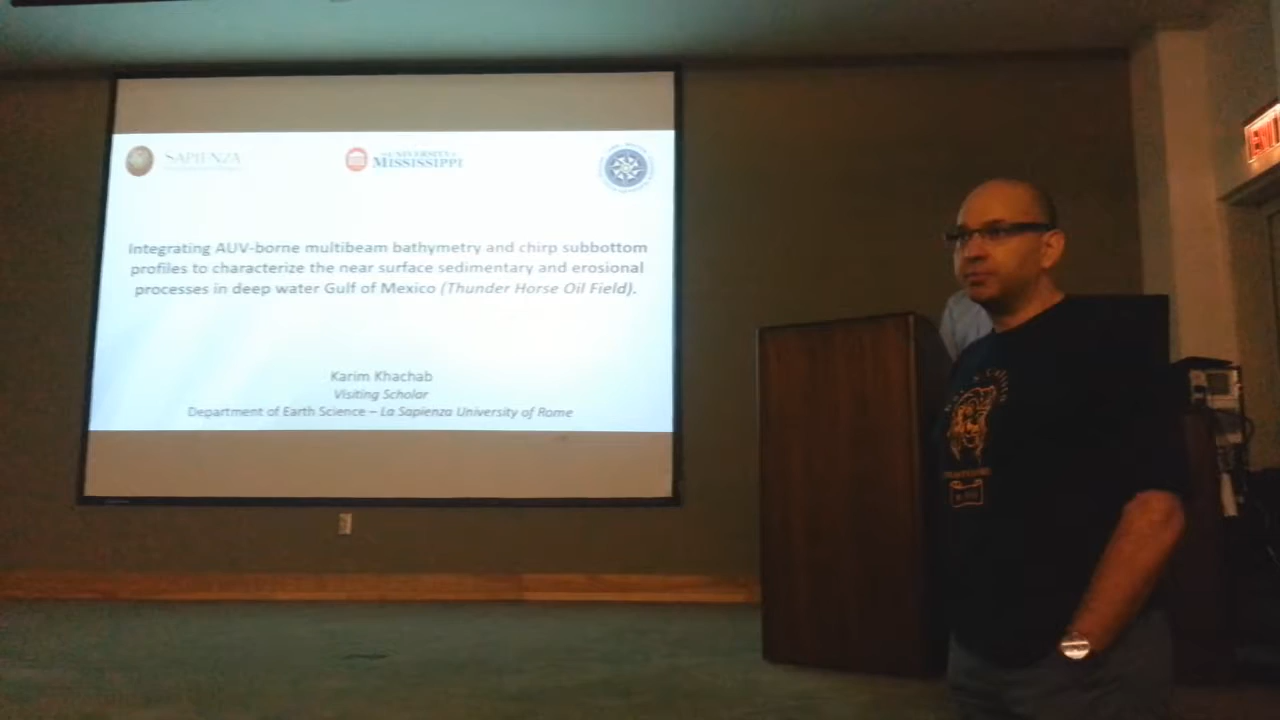 SAPIENZA
UNIVERSITY of
MISSISSIPPI
Integrating AUV-borne multibeam bathymetry and chirp subbottom
profiles to characterize the near surface sedimentary and erosional
processes in deep water Gulf of Mexico (Thunder Horse Oil Field).
Karim Khachab
Visiting Scholar
Department of Earth Science – La Sapienza University of Rome
EXIT